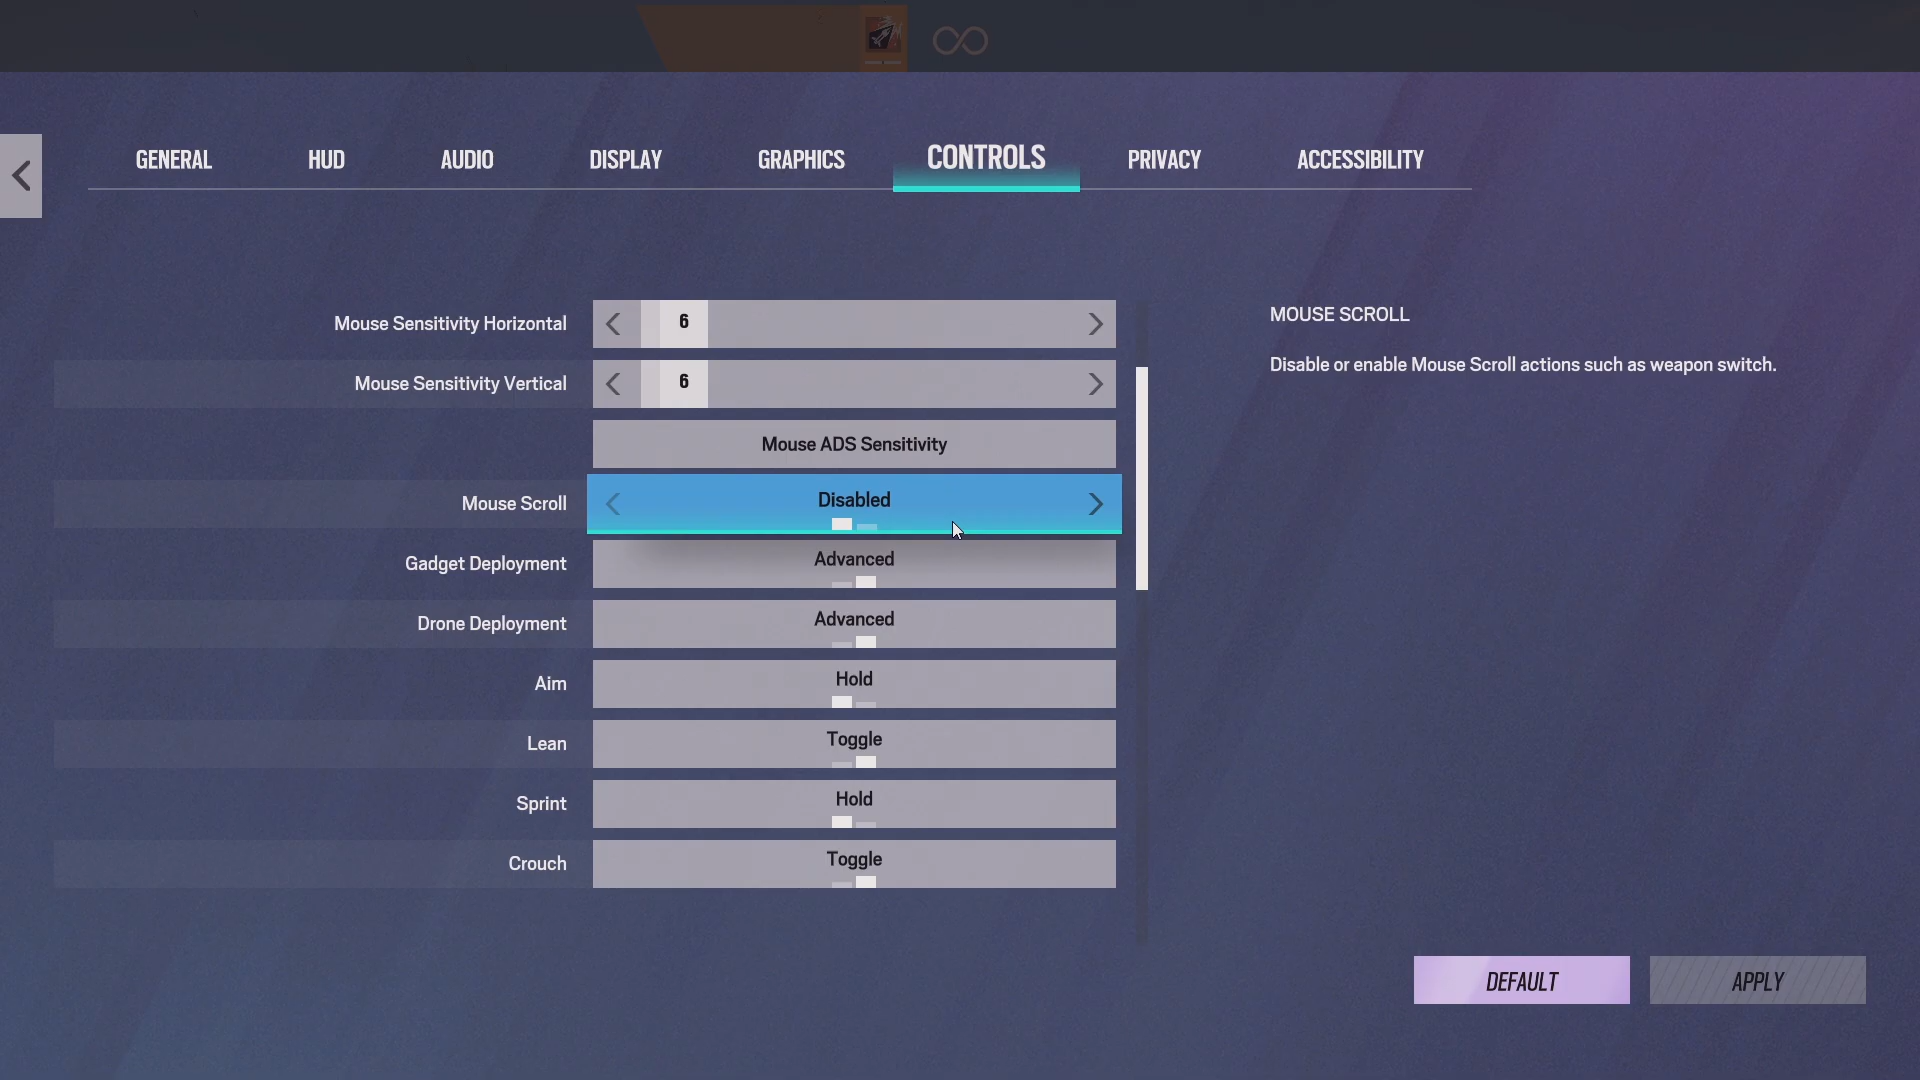 GENERAL
HUD
AUDIO
DISPLAY
GRAPHICS
CONTROLS
PRIVACY
ACCESSIBILITY
Mouse Sensitivity Horizontal
6
Mouse Sensitivity Vertical
6
Mouse ADS Sensitivity
Mouse Scroll
Disabled
Gadget Deployment
Advanced
Drone Deployment
Advanced
Aim
Hold
Lean
Toggle
Sprint
Hold
Crouch
Toggle
MOUSE SCROLL
Disable or enable Mouse Scroll actions such as weapon switch.
DEFAULT
APPLY